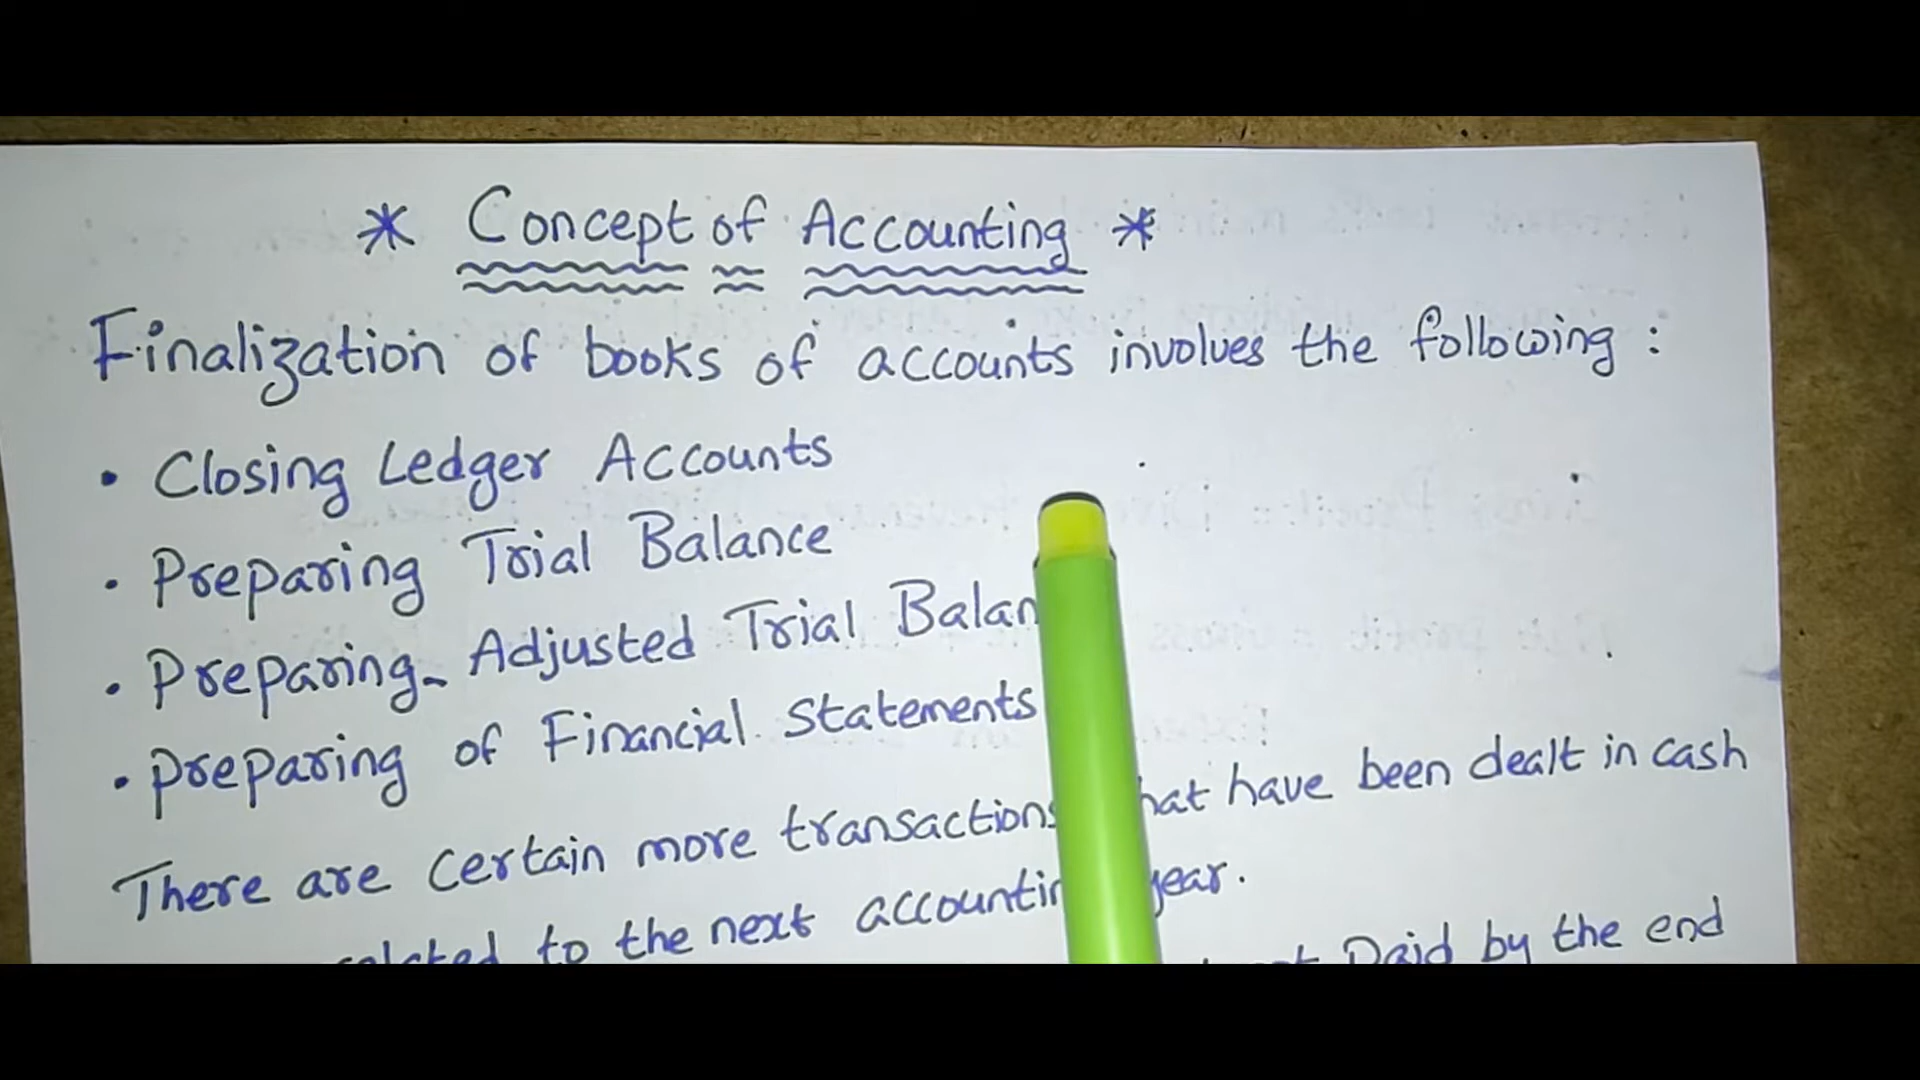 * Concept of Accounting *
Finalization of books of accounts involves the following :
• Closing Ledger Accounts
• Preparing Trial Balance
• Preparing Adjusted Trial Balan
• Preparing of Financial Statements
There are certain more transactions hat have been dealt in cash
related to the next accountin year.
Paid by the end